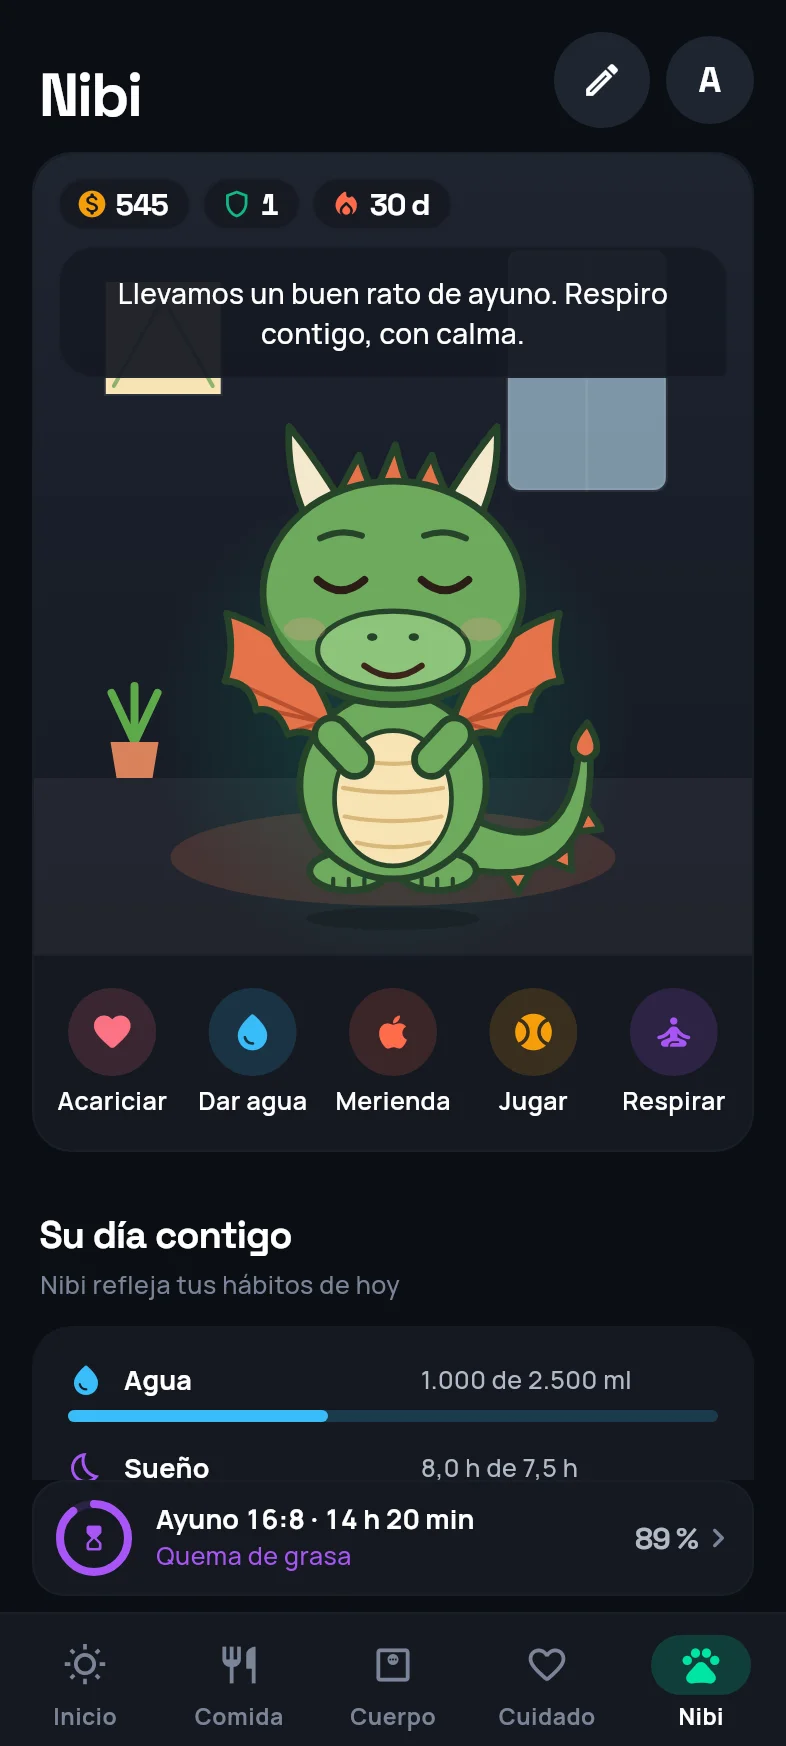 Nibi
A
545
1
30 d
Llevamos un buen rato de ayuno. Respiro
contigo, con calma.
Acariciar
Dar agua
Merienda
Jugar
Respirar
Su día contigo
Nibi refleja tus hábitos de hoy
Agua
1.000 de 2.500 ml
Sueño
8,0 h de 7,5 h
Ayuno 16:8 · 14 h 20 min
Quema de grasa
89 %
Inicio
Comida
Cuerpo
Cuidado
Nibi